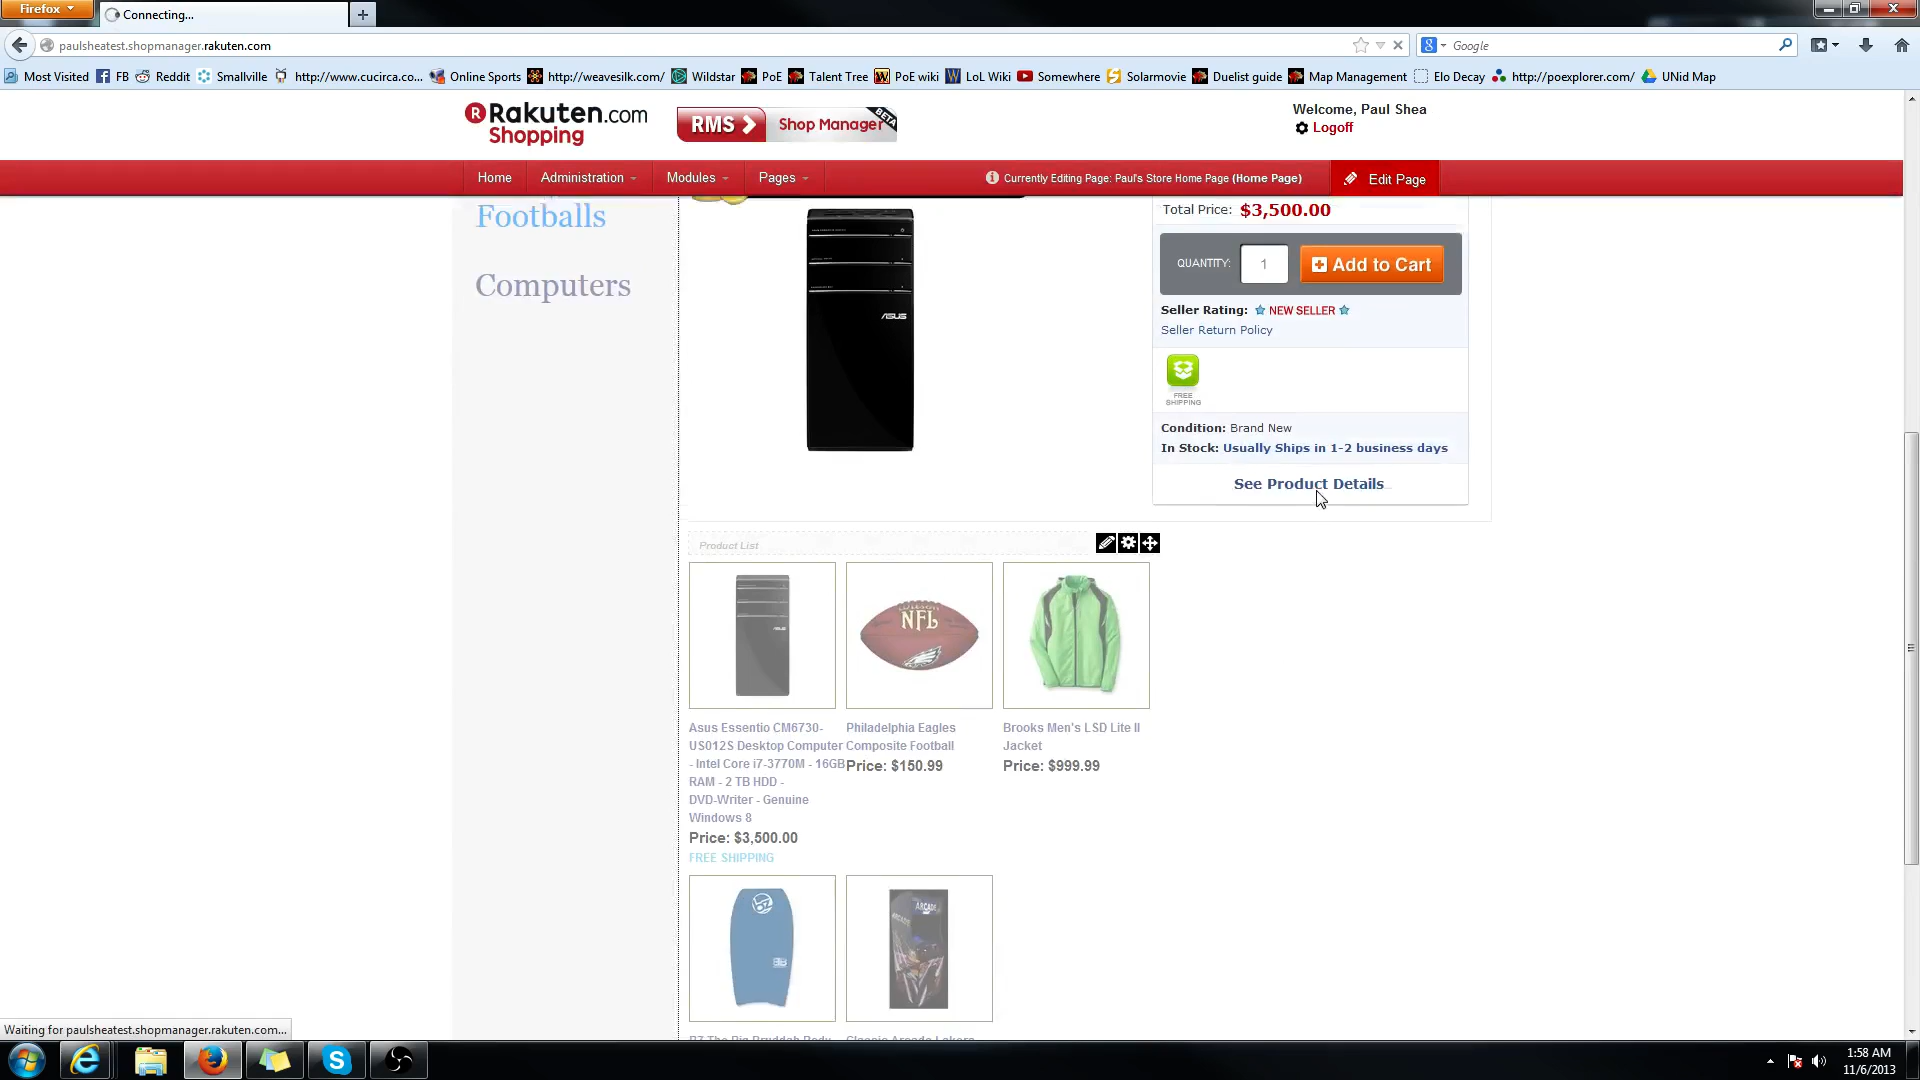 Firefox
Connecting...
paulsheatest.shopmanager.rakuten.com
Google
Most Visited
FB
Reddit
Smallville
http://www.cucirca.co...
Online Sports
http://weavesilk.com/
Wildstar
PoE
Talent Tree
PoE wiki
LoL Wiki
Somewhere
Solarmovie
Duelist guide
Map Management
Elo Decay
http://poexplorer.com/
UNid Map
Rakuten.com
Shopping
RMS
Shop Manager
BETA
Welcome, Paul Shea
Logoff
Home
Administration
Modules
Pages
Currently Editing Page: Paul's Store Home Page (Home Page)
Edit Page
Footballs
Computers
ASUS
Total Price: $3,500.00
QUANTITY: 1
Add to Cart
Seller Rating: NEW SELLER
Seller Return Policy
FREE
SHIPPING
Condition: Brand New
In Stock: Usually Ships in 1-2 business days
See Product Details
Product List
ASUS
NFL
Asus Essentio CM6730-
US012S Desktop Computer
- Intel Core i7-3770M - 16GB
RAM - 2 TB HDD -
DVD-Writer - Genuine
Windows 8
Price: $3,500.00
FREE SHIPPING
Philadelphia Eagles
Composite Football
Price: $150.99
Brooks Men's LSD Lite II
Jacket
Price: $999.99
ARCADE
Waiting for paulsheatest.shopmanager.rakuten.com...
1:58 AM
11/6/2013